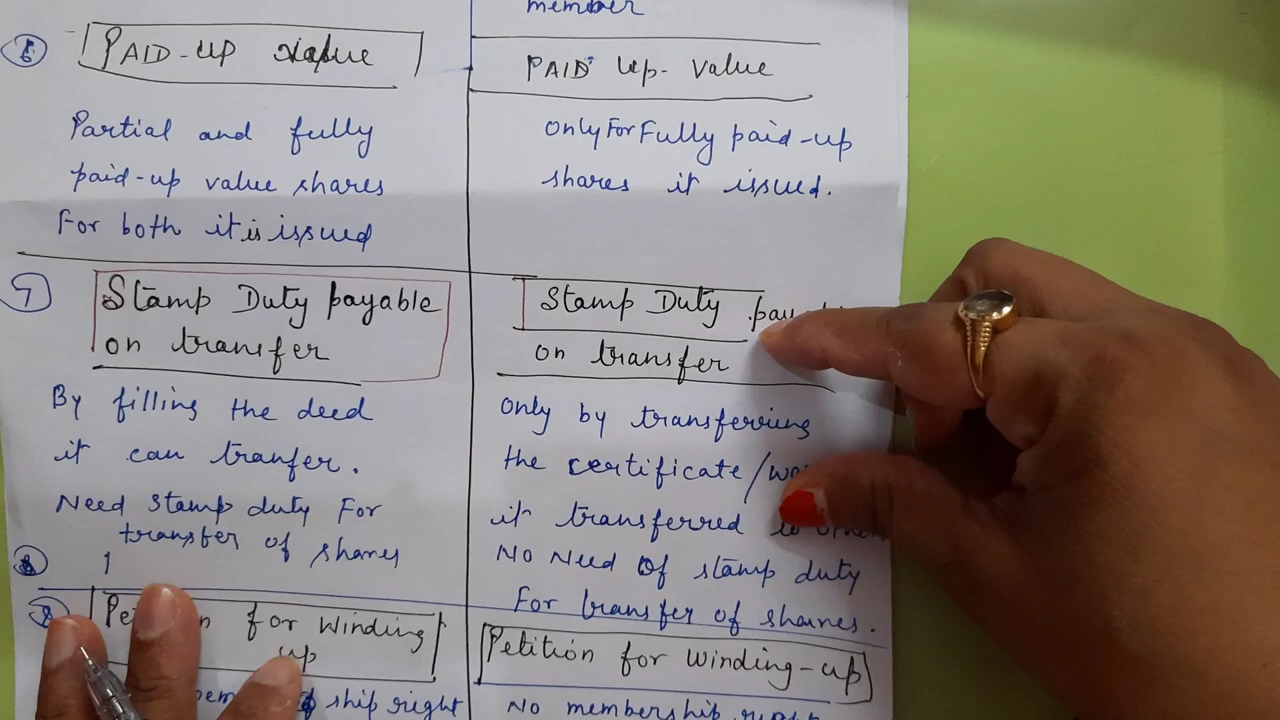 member
6 PAID-UP value
Partial and fully
paid-up value shares
For both it is issued
PAID UP- value
Only For Fully paid-up
shares it issued.
7 Stamp Duty payable
on transfer
By filling the deed
it can tranfer.
Need stamp duty For
transfer of shares
Stamp Duty
on transfer
Only by transferring
the certificate/
it transferred
No Need Of stamp duty
For transfer of shares.
8
8 for winding
up
ship right
Petition for winding-up
No membership right